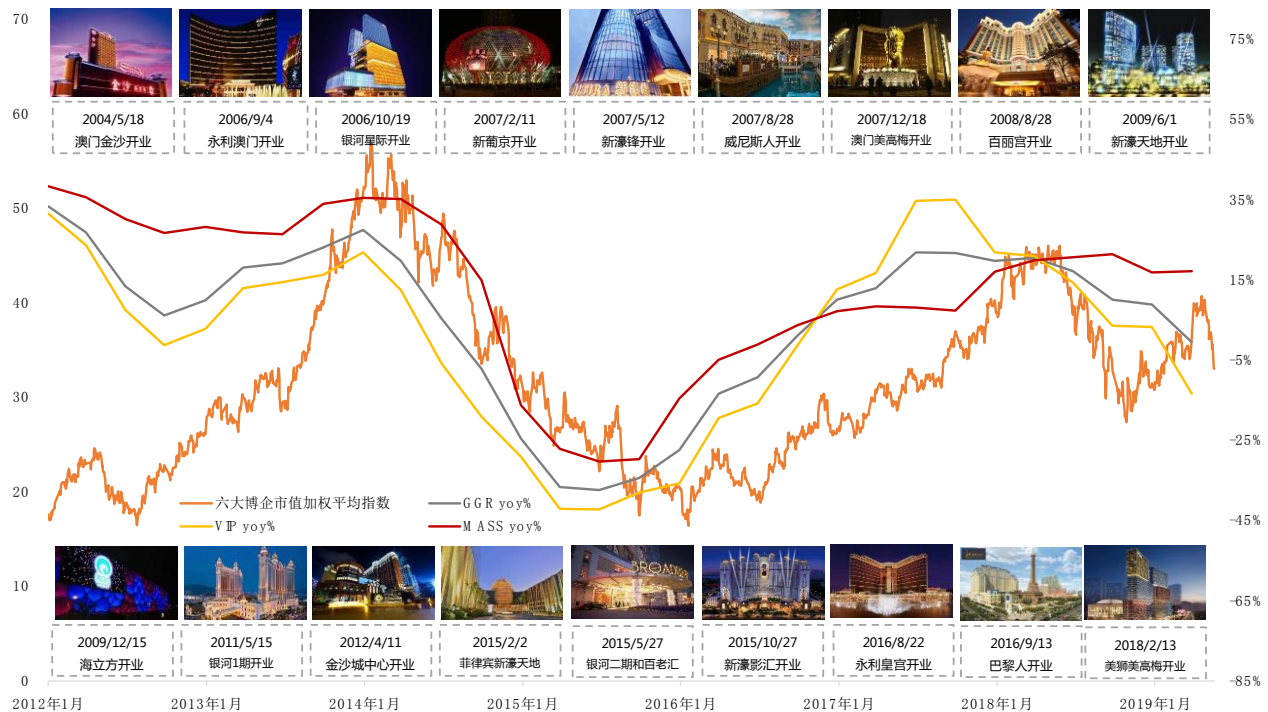 70
60
50
40
30
20
10
0
75%
55%
35%
15%
-5%
-25%
-45%
-65%
-85%
2004/5/18
澳门金沙开业
2006/9/4
永利澳门开业
2006/10/19
银河星际开业
2007/2/11
新葡京开业
2007/5/12
新濠锋开业
2007/8/28
威尼斯人开业
2007/12/18
澳门美高梅开业
2008/8/28
百丽宫开业
2009/6/1
新濠天地开业
六大博企市值加权平均指数
GGR yoy%
VIP yoy%
MASS yoy%
BROADWAY
2009/12/15
海立方开业
2011/5/15
银河1期开业
2012/4/11
金沙城中心开业
2015/2/2
菲律宾新濠天地
2015/5/27
银河二期和百老汇
2015/10/27
新濠影汇开业
2016/8/22
永利皇宫开业
2016/9/13
巴黎人开业
2018/2/13
美狮美高梅开业
2012年1月
2013年1月
2014年1月
2015年1月
2016年1月
2017年1月
2018年1月
2019年1月